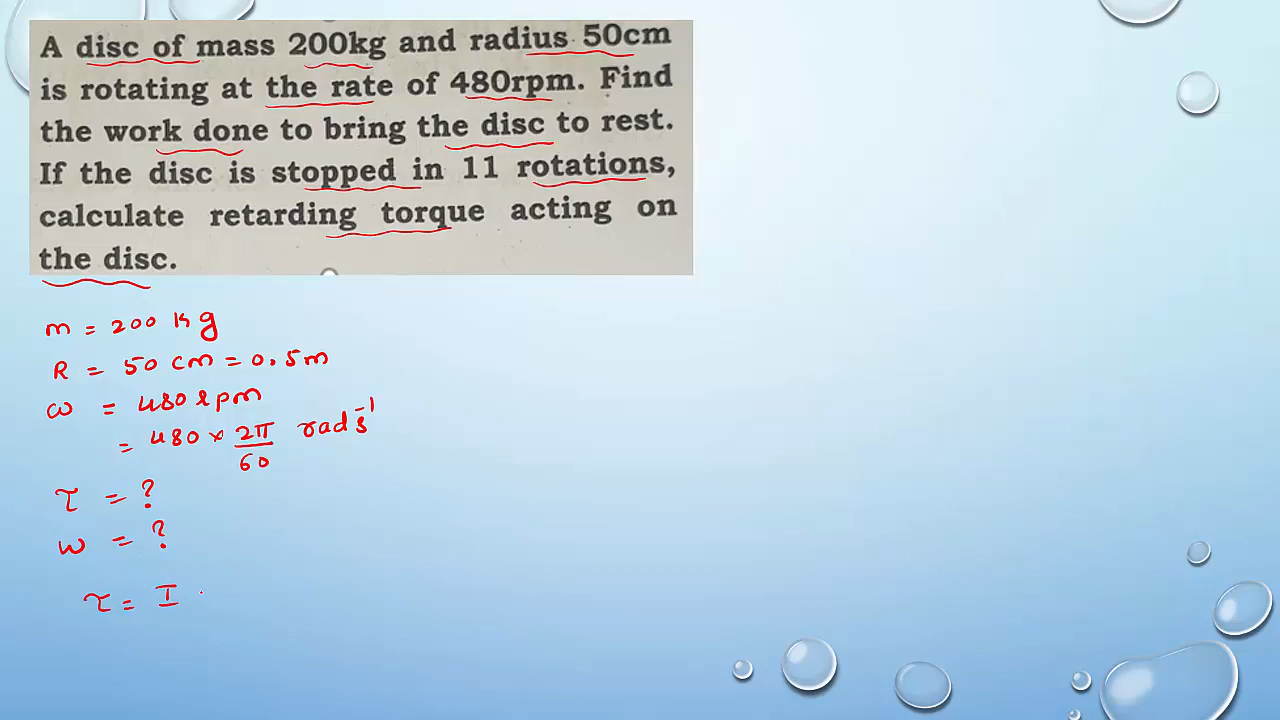 A disc of mass 200kg and radius 50cm
is rotating at the rate of 480rpm. Find
the work done to bring the disc to rest.
If the disc is stopped in 11 rotations,
calculate retarding torque acting on
the disc.
m = 200 Kg
R = 50 cm = 0.5m
ω = 480 rpm
= 480 × 2π/60 rad s⁻¹
τ = ?
W = ?
τ = I